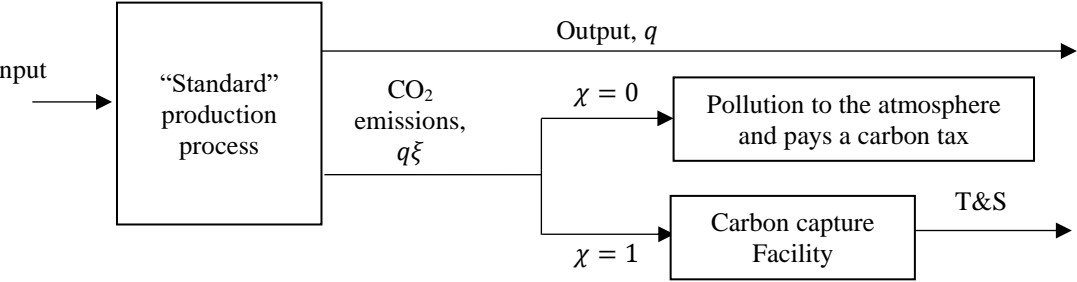 nput
“Standard”
production
process
Output, 𝑞
CO₂
emissions,
𝑞𝜉
𝜒 = 0
Pollution to the atmosphere
and pays a carbon tax
𝜒 = 1
Carbon capture
Facility
T&S